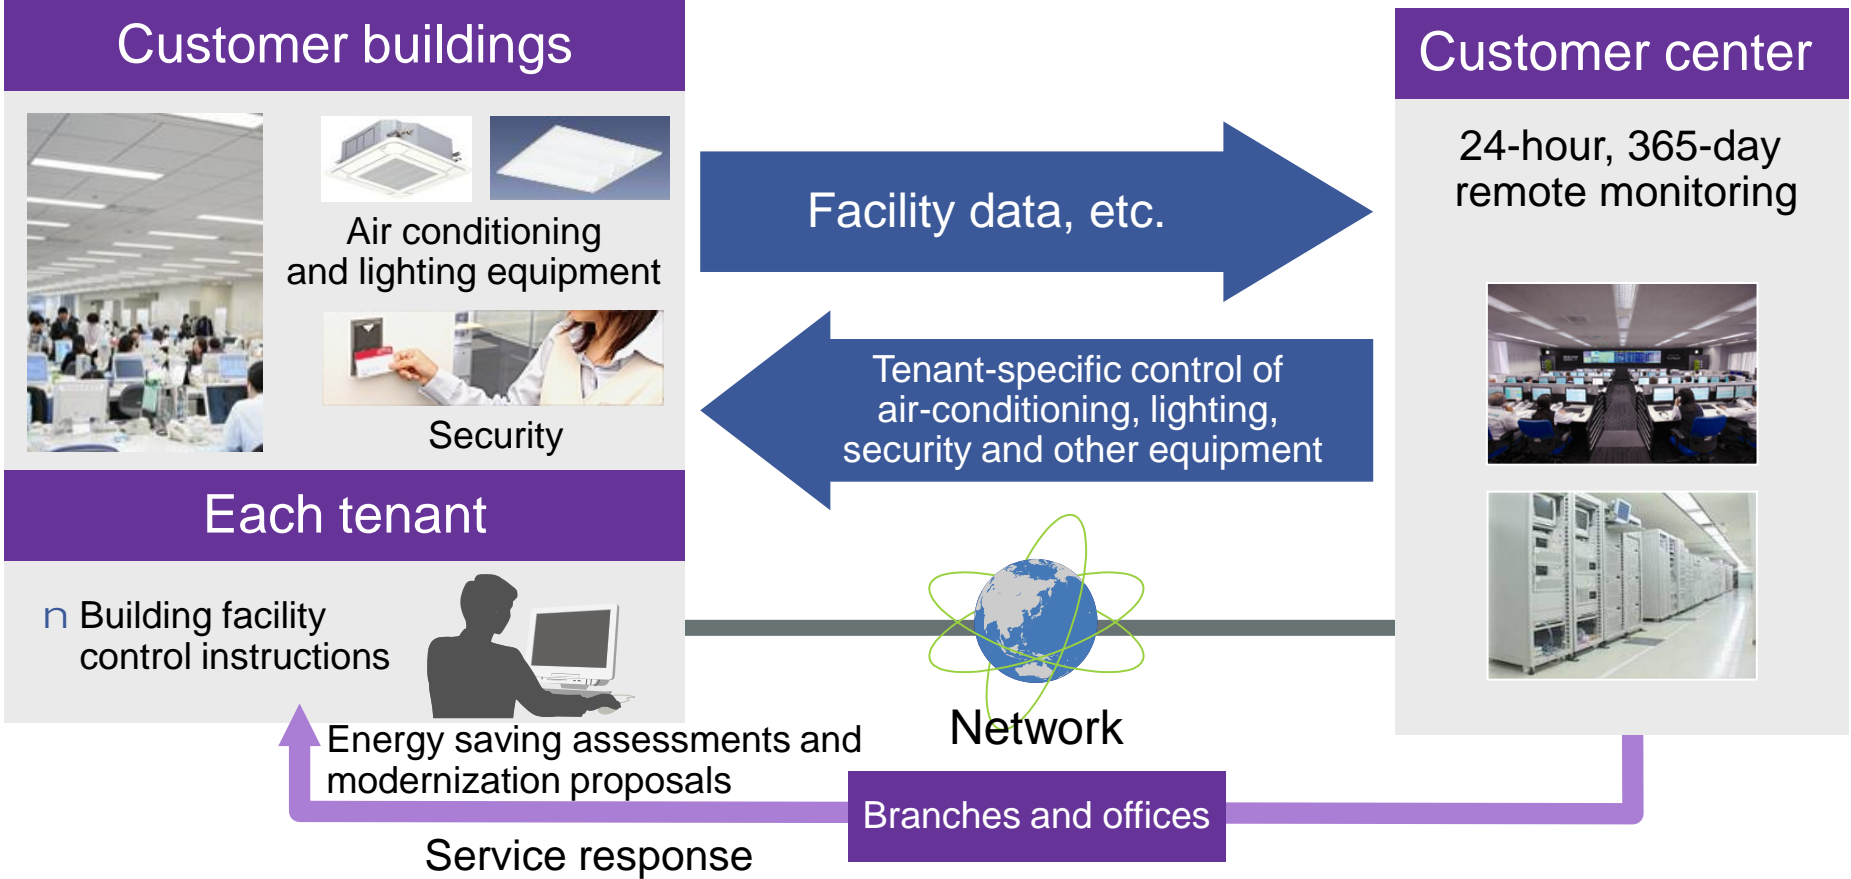 Customer buildings
Air conditioning
and lighting equipment
Security
Each tenant
n Building facility
control instructions
Facility data, etc.
Tenant-specific control of
air-conditioning, lighting,
security and other equipment
Network
Customer center
24-hour, 365-day
remote monitoring
Energy saving assessments and
modernization proposals
Branches and offices
Service response